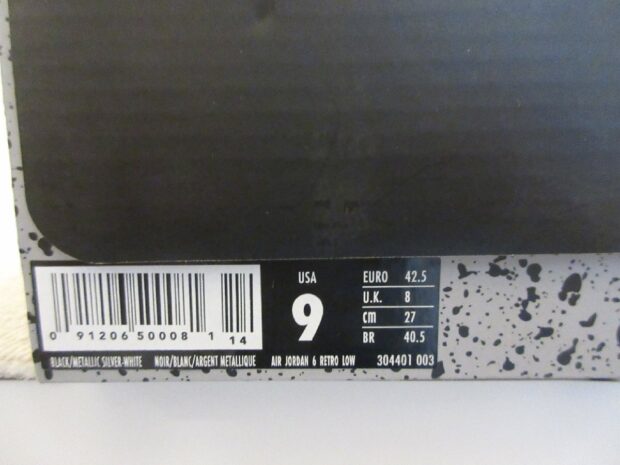 USA
9
EURO 42.5
U.K. 8
CM 27
BR 40.5
0 91206 50008 1
14
BLACK/METALLIC SILVER-WHITE NOIR/BLANC/ARGENT METALLIQUE AIR JORDAN 6 RETRO LOW 304401 003